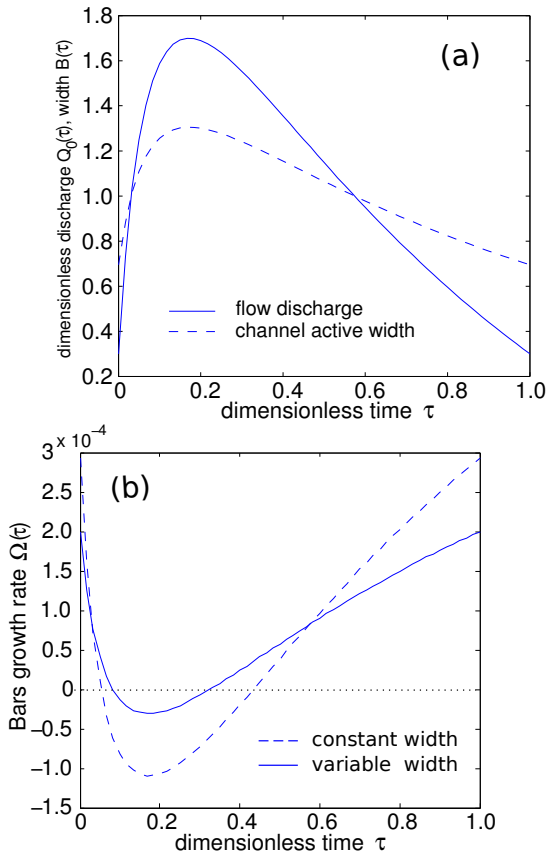 dimensionless discharge Q₀(τ), width B(τ)
1.8
1.6
1.4
1.2
1.0
0.8
0.6
0.4
0.2
(a)
flow discharge
channel active width
0 0.2 0.4 0.6 0.8 1.0
dimensionless time τ
Bars growth rate Ω(τ)
x 10⁻⁴
3
2.5
2.0
1.5
1.0
0.5
0
−0.5
−1.0
−1.5
(b)
constant width
variable width
0 0.2 0.4 0.6 0.8 1.0
dimensionless time τ